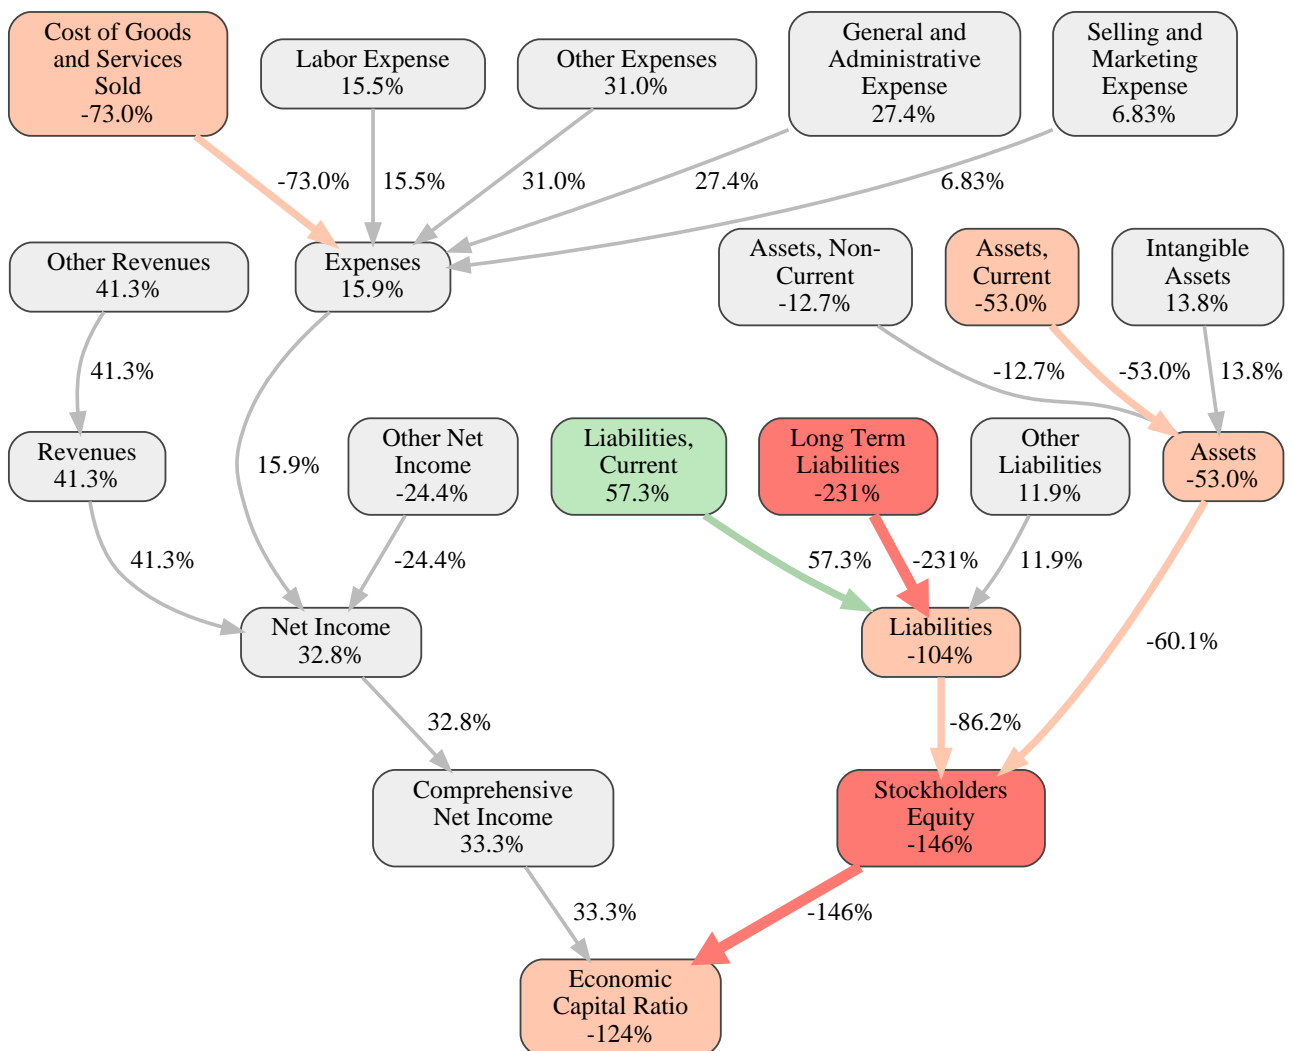 Cost of Goods
and Services
Sold
-73.0%
Labor Expense
15.5%
Other Expenses
31.0%
General and
Administrative
Expense
27.4%
Selling and
Marketing
Expense
6.83%
-73.0%
15.5%
31.0%
27.4%
6.83%
Other Revenues
41.3%
Expenses
15.9%
Assets, Non-
Current
-12.7%
Assets,
Current
-53.0%
Intangible
Assets
13.8%
41.3%
-12.7%
-53.0%
13.8%
Revenues
41.3%
15.9%
Other Net
Income
-24.4%
Liabilities,
Current
57.3%
Long Term
Liabilities
-231%
Other
Liabilities
11.9%
Assets
-53.0%
41.3%
-24.4%
57.3%
-231%
11.9%
Net Income
32.8%
Liabilities
-104%
-60.1%
32.8%
-86.2%
Comprehensive
Net Income
33.3%
Stockholders
Equity
-146%
33.3%
-146%
Economic
Capital Ratio
-124%